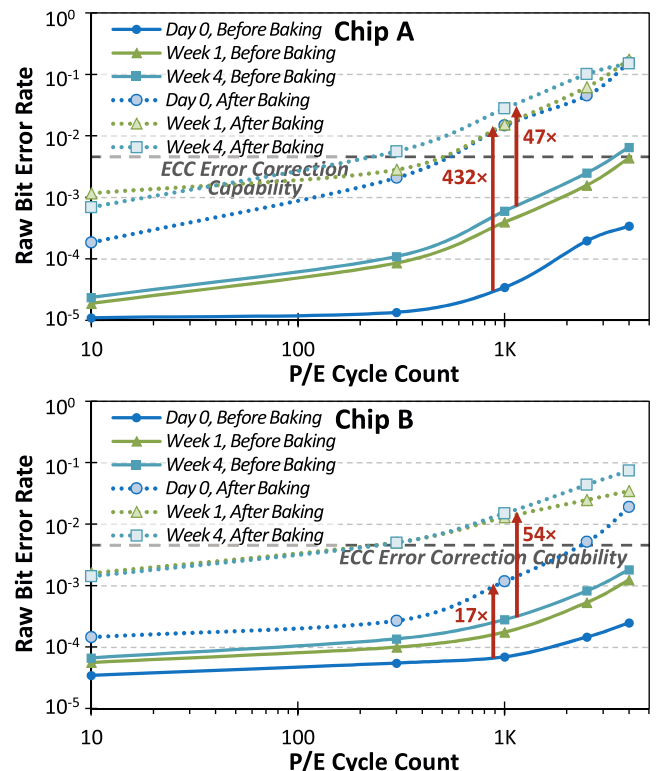 Chip A
Day 0, Before Baking
Week 1, Before Baking
Week 4, Before Baking
Day 0, After Baking
Week 1, After Baking
Week 4, After Baking
ECC Error Correction
Capability
432×
47×
Raw Bit Error Rate
10⁰
10⁻¹
10⁻²
10⁻³
10⁻⁴
10⁻⁵
10
100
1K
P/E Cycle Count
Chip B
Day 0, Before Baking
Week 1, Before Baking
Week 4, Before Baking
Day 0, After Baking
Week 1, After Baking
Week 4, After Baking
54×
ECC Error Correction Capability
17×
Raw Bit Error Rate
10⁰
10⁻¹
10⁻²
10⁻³
10⁻⁴
10⁻⁵
10
100
1K
P/E Cycle Count